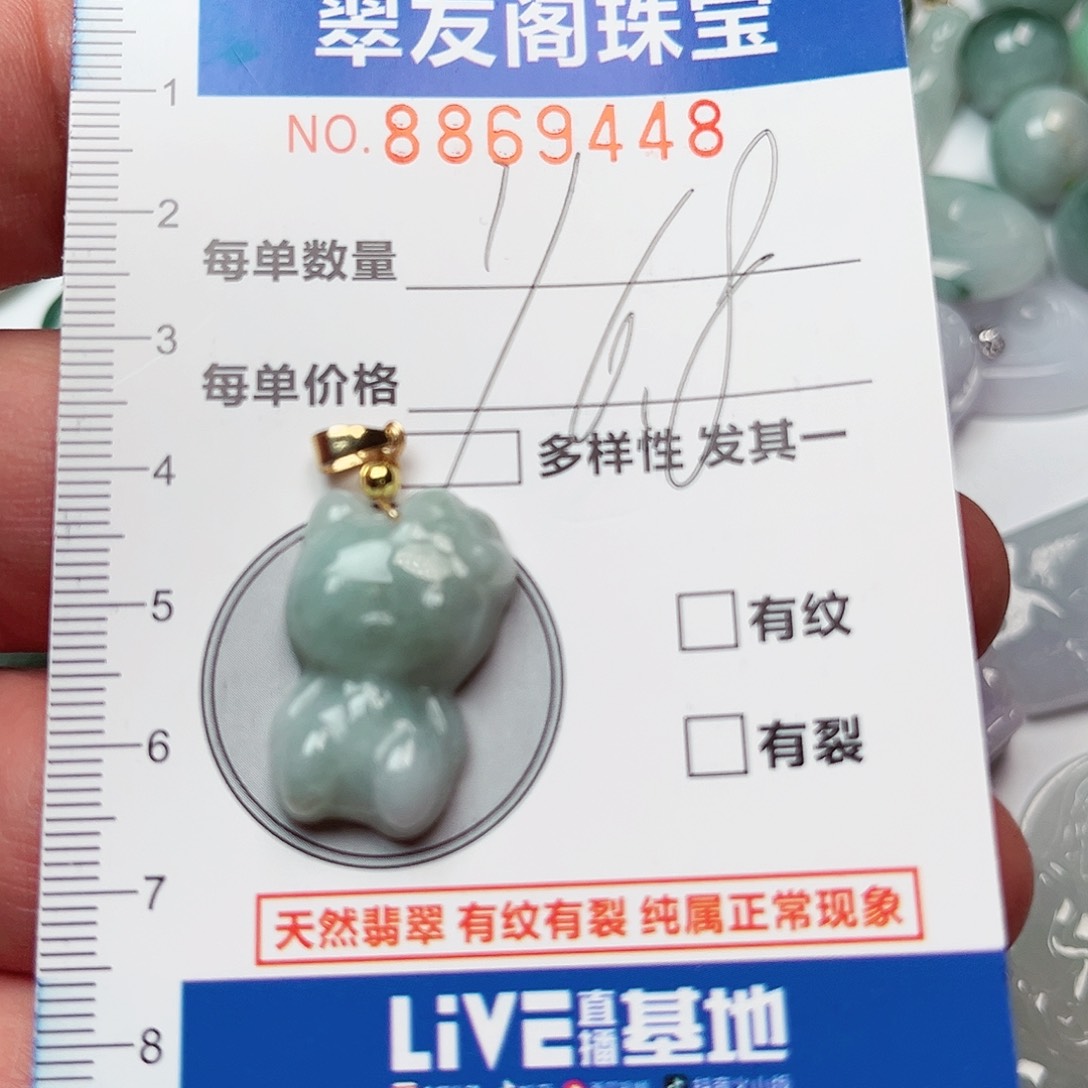 翠友阁珠宝
NO.8869448
768
每单数量
每单价格
多样性 发其一
有纹
有裂
天然翡翠 有纹有裂 纯属正常现象
LiVE直播基地
1
2
3
4
5
6
7
8